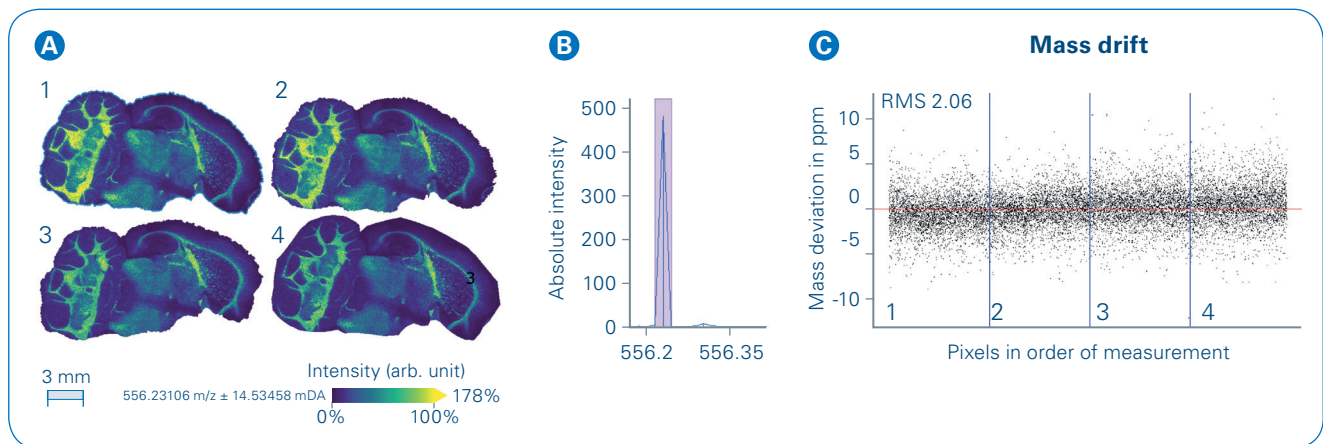 A
1
2
3
4
3
3 mm
556.23106 m/z ± 14.53458 mDA
Intensity (arb. unit)
178%
0%
100%
B
Absolute intensity
500
400
300
200
100
0
556.2
556.35
C
Mass drift
Mass deviation in ppm
RMS 2.06
10
5
0
-5
-10
1
2
3
4
Pixels in order of measurement